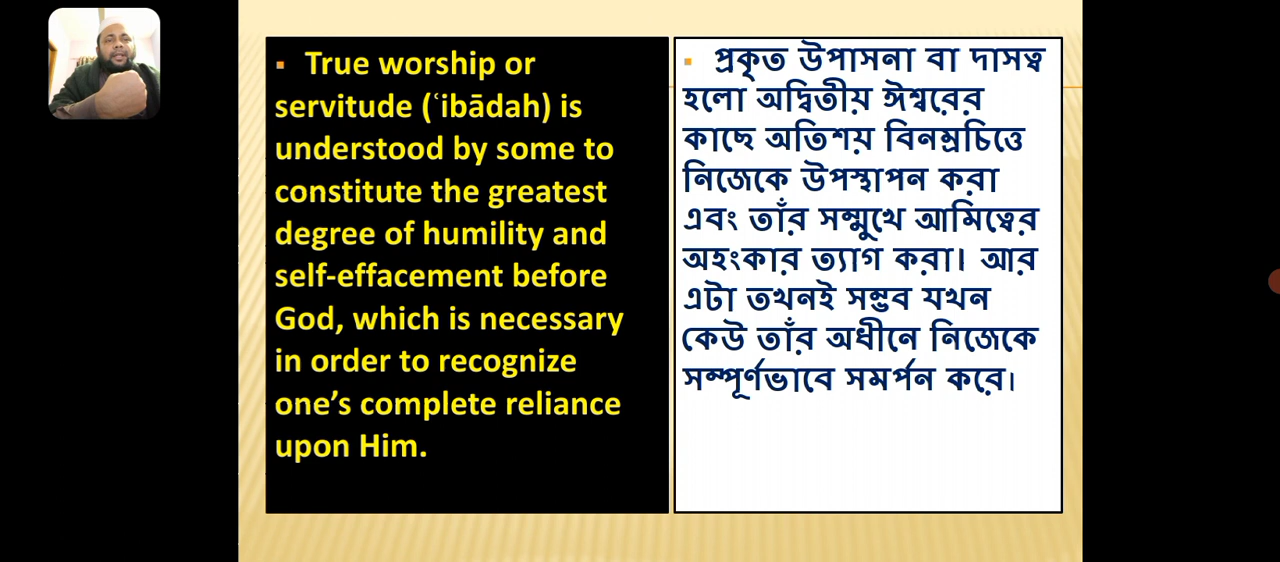 ▪ True worship or
servitude (ʿibādah) is
understood by some to
constitute the greatest
degree of humility and
self-effacement before
God, which is necessary
in order to recognize
one’s complete reliance
upon Him.
▪ প্রকৃত উপাসনা বা দাসত্ব
হলো অদ্বিতীয় ঈশ্বরের
কাছে অতিশয় বিনম্রচিত্তে
নিজেকে উপস্থাপন করা
এবং তাঁর সম্মুখে আমিত্বের
অহংকার ত্যাগ করা। আর
এটা তখনই সম্ভব যখন
কেউ তাঁর অধীনে নিজেকে
সম্পূর্ণভাবে সমর্পন করে।